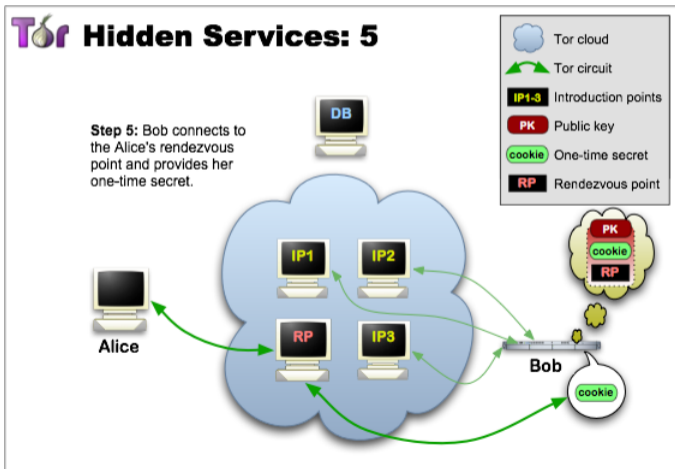 Tor Hidden Services: 5
Tor cloud
Tor circuit
IP1-3 Introduction points
PK Public key
cookie One-time secret
RP Rendezvous point
DB
Step 5: Bob connects to
the Alice's rendezvous
point and provides her
one-time secret.
PK
cookie
RP
IP1
IP2
Alice
RP
IP3
Bob
cookie